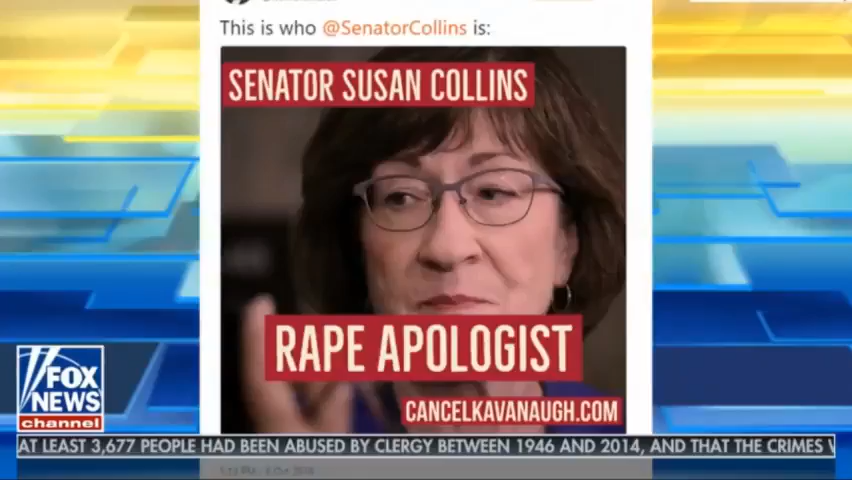 This is who @SenatorCollins is:
SENATOR SUSAN COLLINS
RAPE APOLOGIST
CANCELKAVANAUGH.COM
FOX
NEWS
channel
AT LEAST 3,677 PEOPLE HAD BEEN ABUSED BY CLERGY BETWEEN 1946 AND 2014, AND THAT THE CRIMES